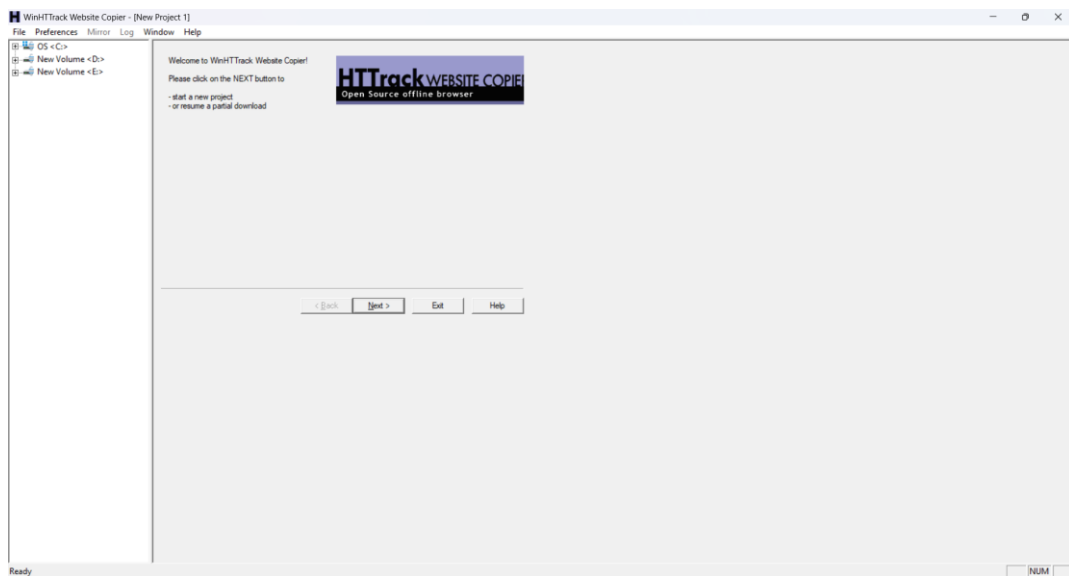 WinHTTrack Website Copier - [New Project 1]
File Preferences Mirror Log Window Help
OS <C:>
New Volume <D:>
New Volume <E:>
Welcome to WinHTTrack Website Copier!
Please click on the NEXT button to
- start a new project
- or resume a partial download
HTTrack WEBSITE COPIE
Open Source offline browser
< Back Next > Exit Help
Ready
NUM